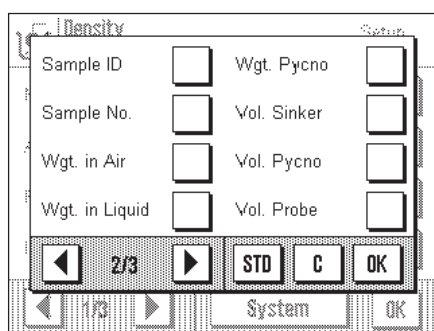 Density Setup
Sample ID Wgt. Pycno
Sample No. Vol. Sinker
Wgt. in Air Vol. Pycno
Wgt. in Liquid Vol. Probe
2/3 STD C OK
1/3 System OK